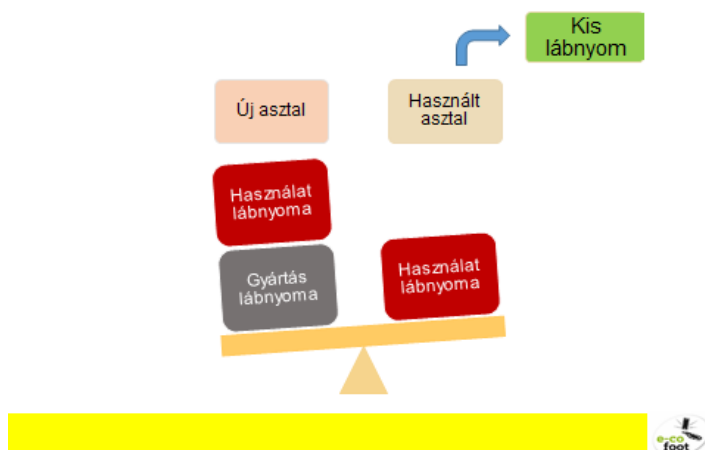 Kis
lábnyom
Új asztal
Használt
asztal
Használat
lábnyoma
Gyártás
lábnyoma
Használat
lábnyoma
e-co
foot